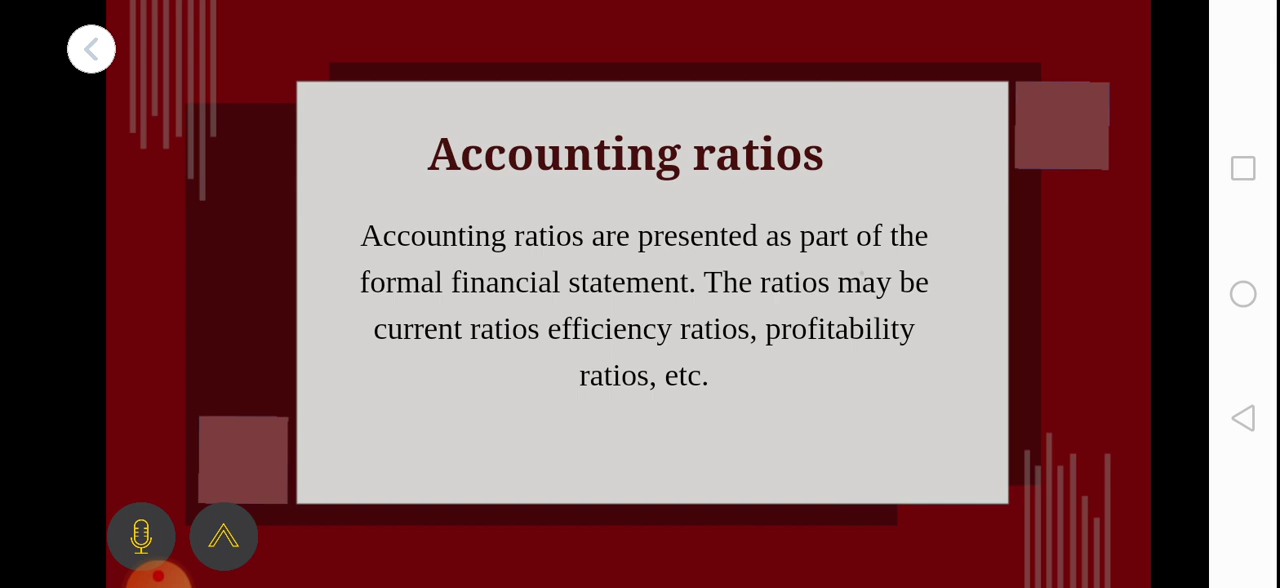 Accounting ratios
Accounting ratios are presented as part of the
formal financial statement. The ratios may be
current ratios efficiency ratios, profitability
ratios, etc.